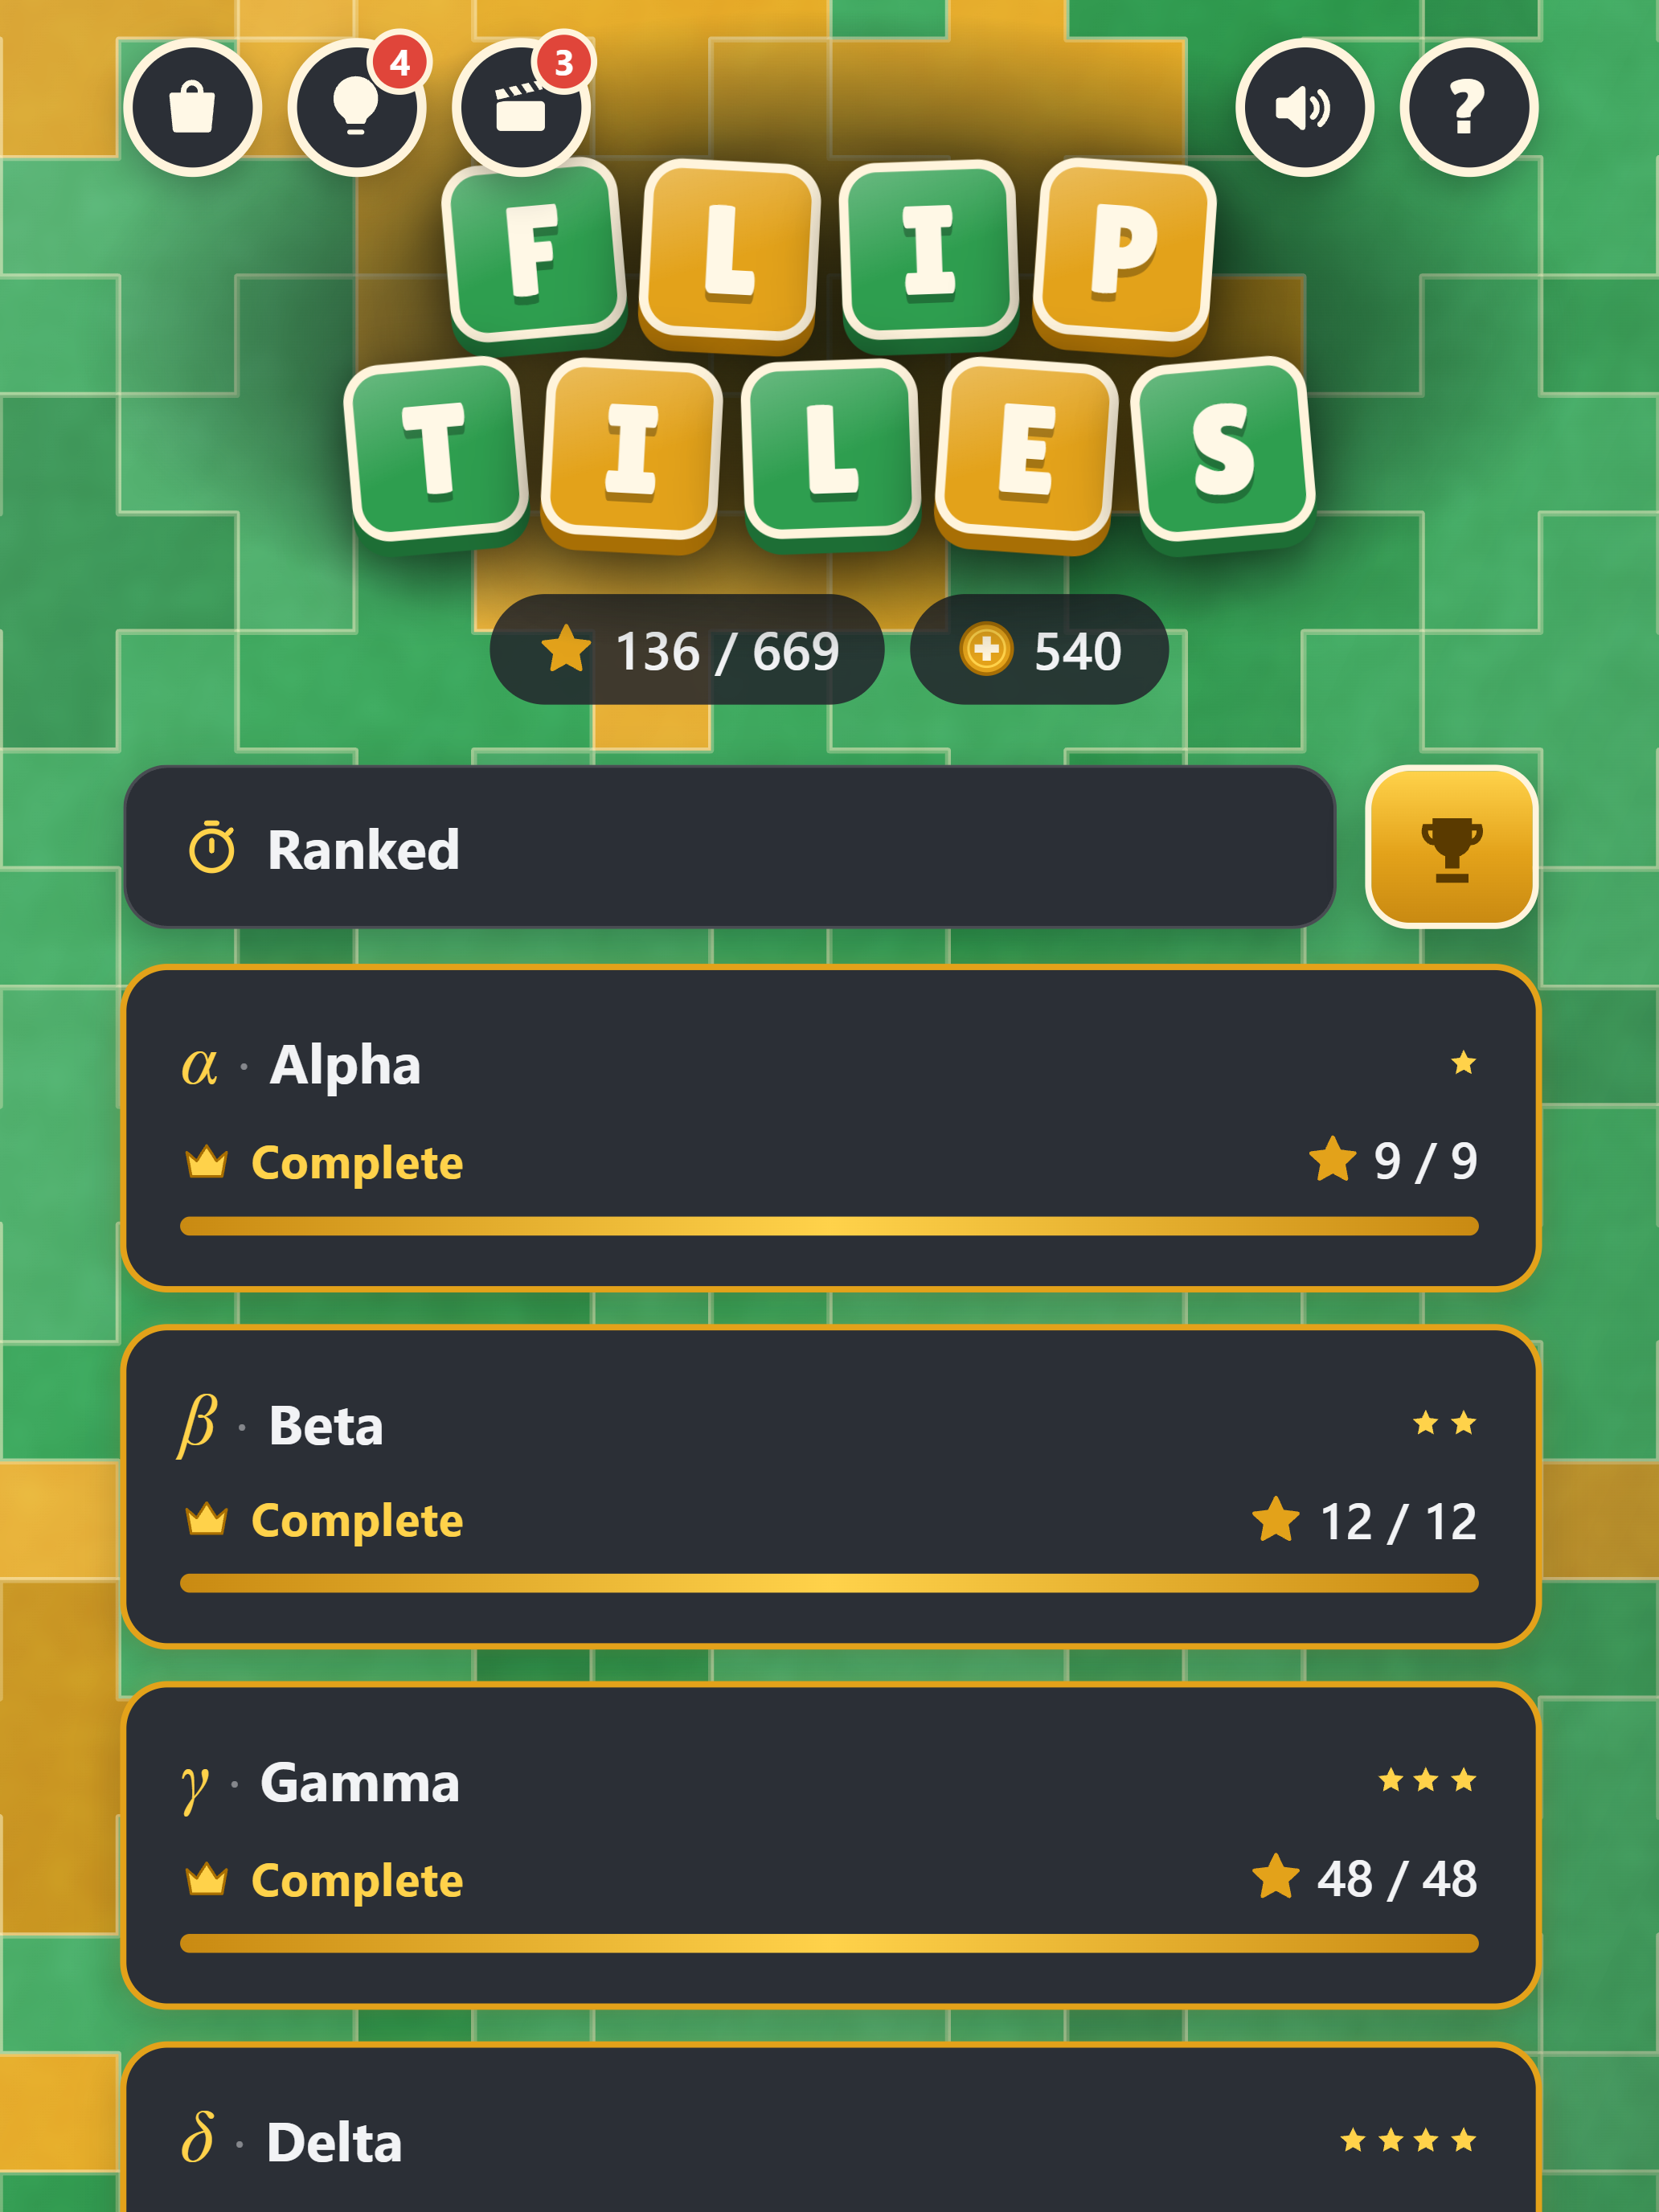 4
3
?
FLIP
TILES
136 / 669
540
Ranked
α · Alpha
Complete
9 / 9
β · Beta
Complete
12 / 12
γ · Gamma
Complete
48 / 48
δ · Delta